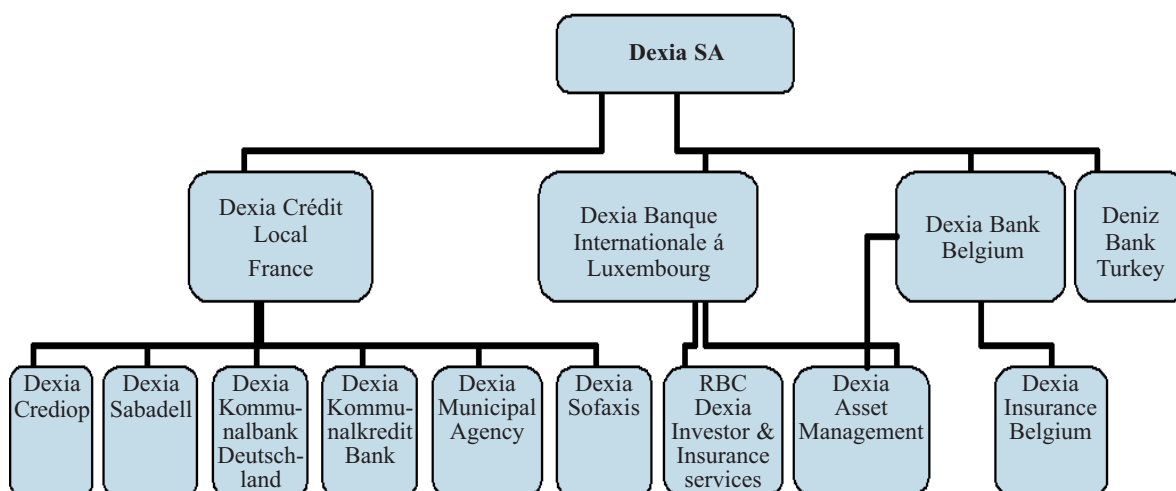 Dexia SA
Dexia Crédit
Local
France
Dexia Banque
Internationale á
Luxembourg
Dexia Bank
Belgium
Deniz
Bank
Turkey
Dexia
Crediop
Dexia
Sabadell
Dexia
Kommu-
nalbank
Deutsch-
land
Dexia
Kommu-
nalkredit
Bank
Dexia
Municipal
Agency
Dexia
Sofaxis
RBC
Dexia
Investor &
Insurance
services
Dexia
Asset
Management
Dexia
Insurance
Belgium